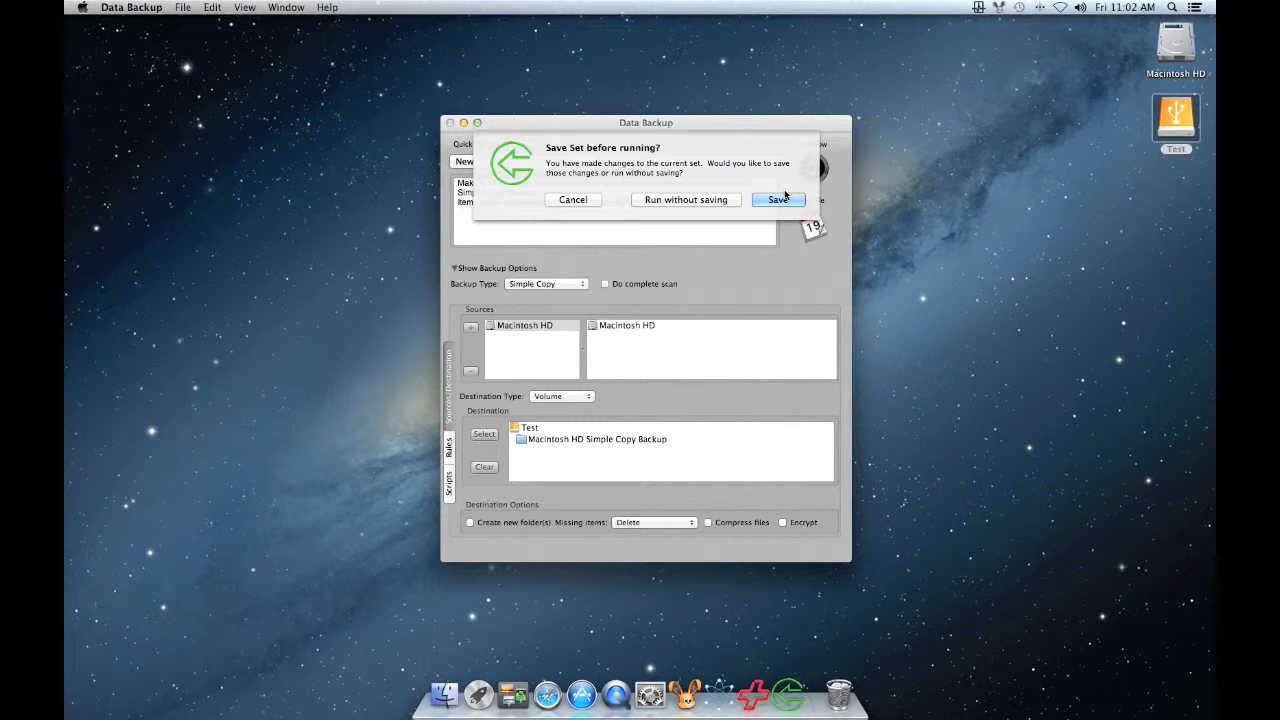 Data Backup File Edit View Window Help
Fri 11:02 AM
Macintosh HD
Test
Data Backup
Quick
New
Save Set before running?
You have made changes to the current set. Would you like to save
those changes or run without saving?
Cancel Run without saving Save
19
Show Backup Options
Backup Type: Simple Copy Do complete scan
Sources
Macintosh HD Macintosh HD
Sources/Destination
Rules
Scripts
Destination Type: Volume
Destination
Select
Clear
Test
Macintosh HD Simple Copy Backup
Destination Options
Create new folder(s) Missing items: Delete Compress files Encrypt